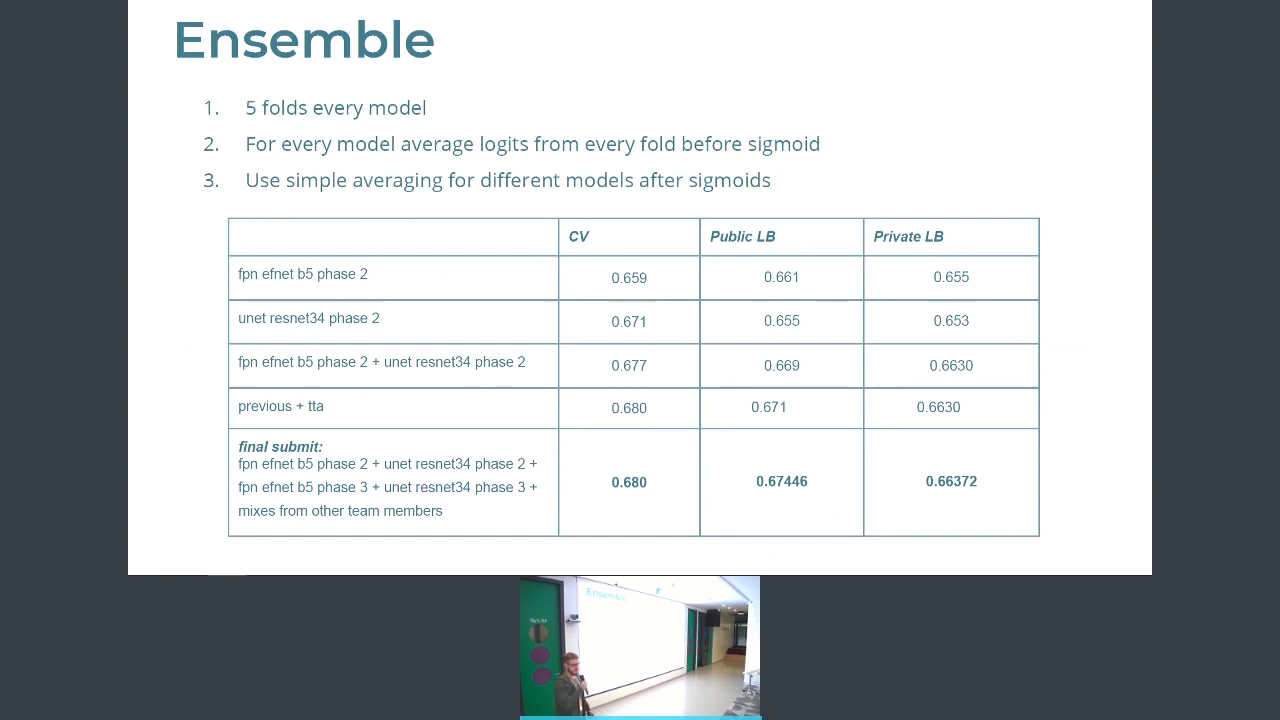 Ensemble
1. 5 folds every model
2. For every model average logits from every fold before sigmoid
3. Use simple averaging for different models after sigmoids
CV Public LB Private LB
fpn efnet b5 phase 2 0.659 0.661 0.655
unet resnet34 phase 2 0.671 0.655 0.653
fpn efnet b5 phase 2 + unet resnet34 phase 2 0.677 0.669 0.6630
previous + tta 0.680 0.671 0.6630
final submit:
fpn efnet b5 phase 2 + unet resnet34 phase 2 +
fpn efnet b5 phase 3 + unet resnet34 phase 3 +
mixes from other team members
0.680 0.67446 0.66372
Ensemble